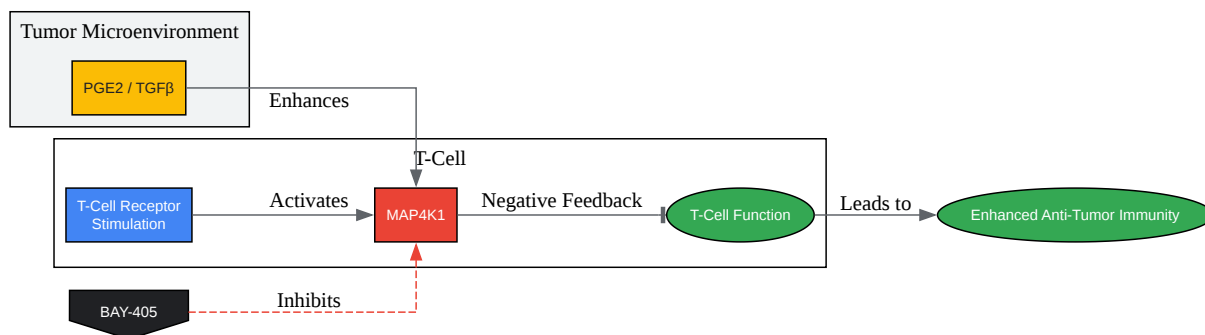 Tumor Microenvironment
PGE2 / TGFβ
Enhances
T-Cell
T-Cell Receptor
Stimulation
Activates
MAP4K1
Negative Feedback
T-Cell Function
Leads to
Enhanced Anti-Tumor Immunity
BAY-405
Inhibits